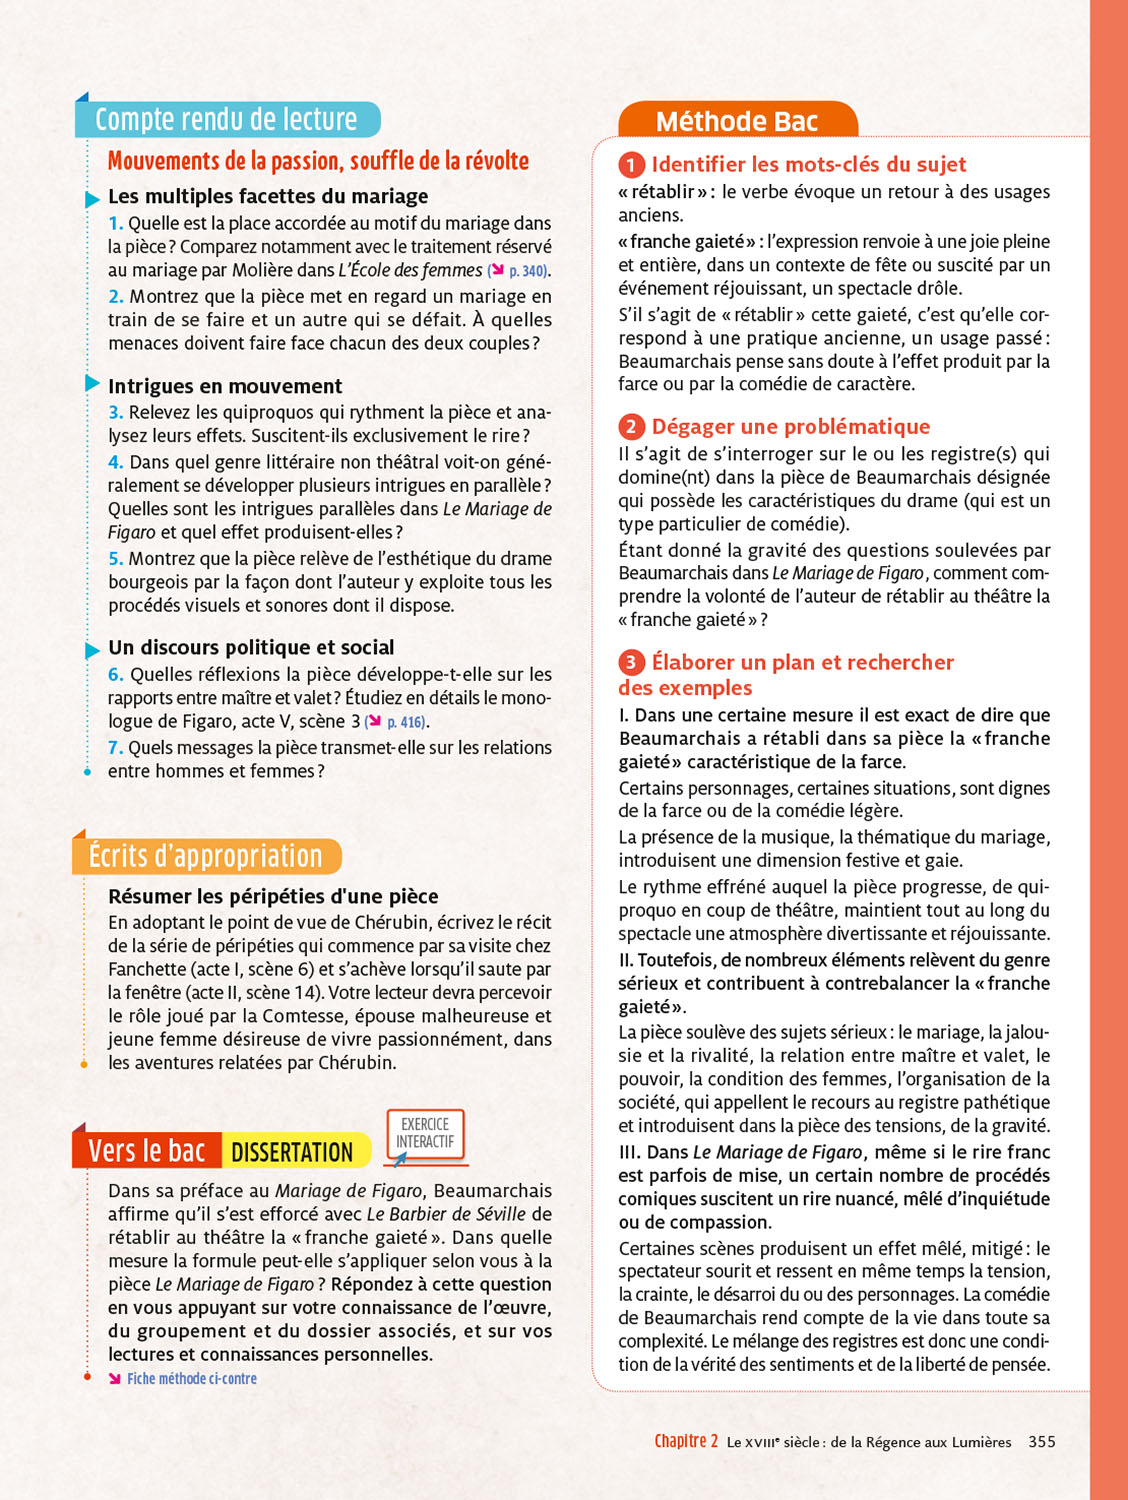 Compte rendu de lecture
Mouvements de la passion, souffle de la révolte
Les multiples facettes du mariage
1. Quelle est la place accordée au motif du mariage dans
la pièce ? Comparez notamment avec le traitement réservé
au mariage par Molière dans L'École des femmes (p. 340).
2. Montrez que la pièce met en regard un mariage en
train de se faire et un autre qui se défait. À quelles
menaces doivent faire face chacun des deux couples ?
Intrigues en mouvement
3. Relevez les quiproquos qui rythment la pièce et ana-
lysez leurs effets. Suscitent-ils exclusivement le rire ?
4. Dans quel genre littéraire non théâtral voit-on géné-
ralement se développer plusieurs intrigues en parallèle ?
Quelles sont les intrigues parallèles dans Le Mariage de
Figaro et quel effet produisent-elles ?
5. Montrez que la pièce relève de l'esthétique du drame
bourgeois par la façon dont l'auteur y exploite tous les
procédés visuels et sonores dont il dispose.
Un discours politique et social
6. Quelles réflexions la pièce développe-t-elle sur les
rapports entre maître et valet ? Étudiez en détails le mono-
logue de Figaro, acte V, scène 3 (p. 416).
7. Quels messages la pièce transmet-elle sur les relations
entre hommes et femmes ?
Écrits d'appropriation
Résumer les péripéties d'une pièce
En adoptant le point de vue de Chérubin, écrivez le récit
de la série de péripéties qui commence par sa visite chez
Fanchette (acte I, scène 6) et s'achève lorsqu'il saute par
la fenêtre (acte II, scène 14). Votre lecteur devra percevoir
le rôle joué par la Comtesse, épouse malheureuse et
jeune femme désireuse de vivre passionnément, dans
les aventures relatées par Chérubin.
Vers le bac DISSERTATION
EXERCICE
INTERACTIF
Dans sa préface au Mariage de Figaro, Beaumarchais
affirme qu'il s'est efforcé avec Le Barbier de Séville de
rétablir au théâtre la « franche gaieté ». Dans quelle
mesure la formule peut-elle s'appliquer selon vous à la
pièce Le Mariage de Figaro ? Répondez à cette question
en vous appuyant sur votre connaissance de l'œuvre,
du groupement et du dossier associés, et sur vos
lectures et connaissances personnelles.
Fiche méthode ci-contre
Méthode Bac
1 Identifier les mots-clés du sujet
« rétablir » : le verbe évoque un retour à des usages
anciens.
« franche gaieté » : l'expression renvoie à une joie pleine
et entière, dans un contexte de fête ou suscité par un
événement réjouissant, un spectacle drôle.
S'il s'agit de « rétablir » cette gaieté, c'est qu'elle cor-
respond à une pratique ancienne, un usage passé :
Beaumarchais pense sans doute à l'effet produit par la
farce ou par la comédie de caractère.
2 Dégager une problématique
Il s'agit de s'interroger sur le ou les registre(s) qui
domine(nt) dans la pièce de Beaumarchais désignée
qui possède les caractéristiques du drame (qui est un
type particulier de comédie).
Étant donné la gravité des questions soulevées par
Beaumarchais dans Le Mariage de Figaro, comment com-
prendre la volonté de l'auteur de rétablir au théâtre la
« franche gaieté » ?
3 Élaborer un plan et rechercher
des exemples
I. Dans une certaine mesure il est exact de dire que
Beaumarchais a rétabli dans sa pièce la « franche
gaieté » caractéristique de la farce.
Certains personnages, certaines situations, sont dignes
de la farce ou de la comédie légère.
La présence de la musique, la thématique du mariage,
introduisent une dimension festive et gaie.
Le rythme effréné auquel la pièce progresse, de qui-
proquo en coup de théâtre, maintient tout au long du
spectacle une atmosphère divertissante et réjouissante.
II. Toutefois, de nombreux éléments relèvent du genre
sérieux et contribuent à contrebalancer la « franche
gaieté ».
La pièce soulève des sujets sérieux : le mariage, la jalou-
sie et la rivalité, la relation entre maître et valet, le
pouvoir, la condition des femmes, l'organisation de la
société, qui appellent le recours au registre pathétique
et introduisent dans la pièce des tensions, de la gravité.
III. Dans Le Mariage de Figaro, même si le rire franc
est parfois de mise, un certain nombre de procédés
comiques suscitent un rire nuancé, mêlé d'inquiétude
ou de compassion.
Certaines scènes produisent un effet mêlé, mitigé : le
spectateur sourit et ressent en même temps la tension,
la crainte, le désarroi du ou des personnages. La comédie
de Beaumarchais rend compte de la vie dans toute sa
complexité. Le mélange des registres est donc une condi-
tion de la vérité des sentiments et de la liberté de pensée.
Chapitre 2 Le XVIIIe siècle : de la Régence aux Lumières 355